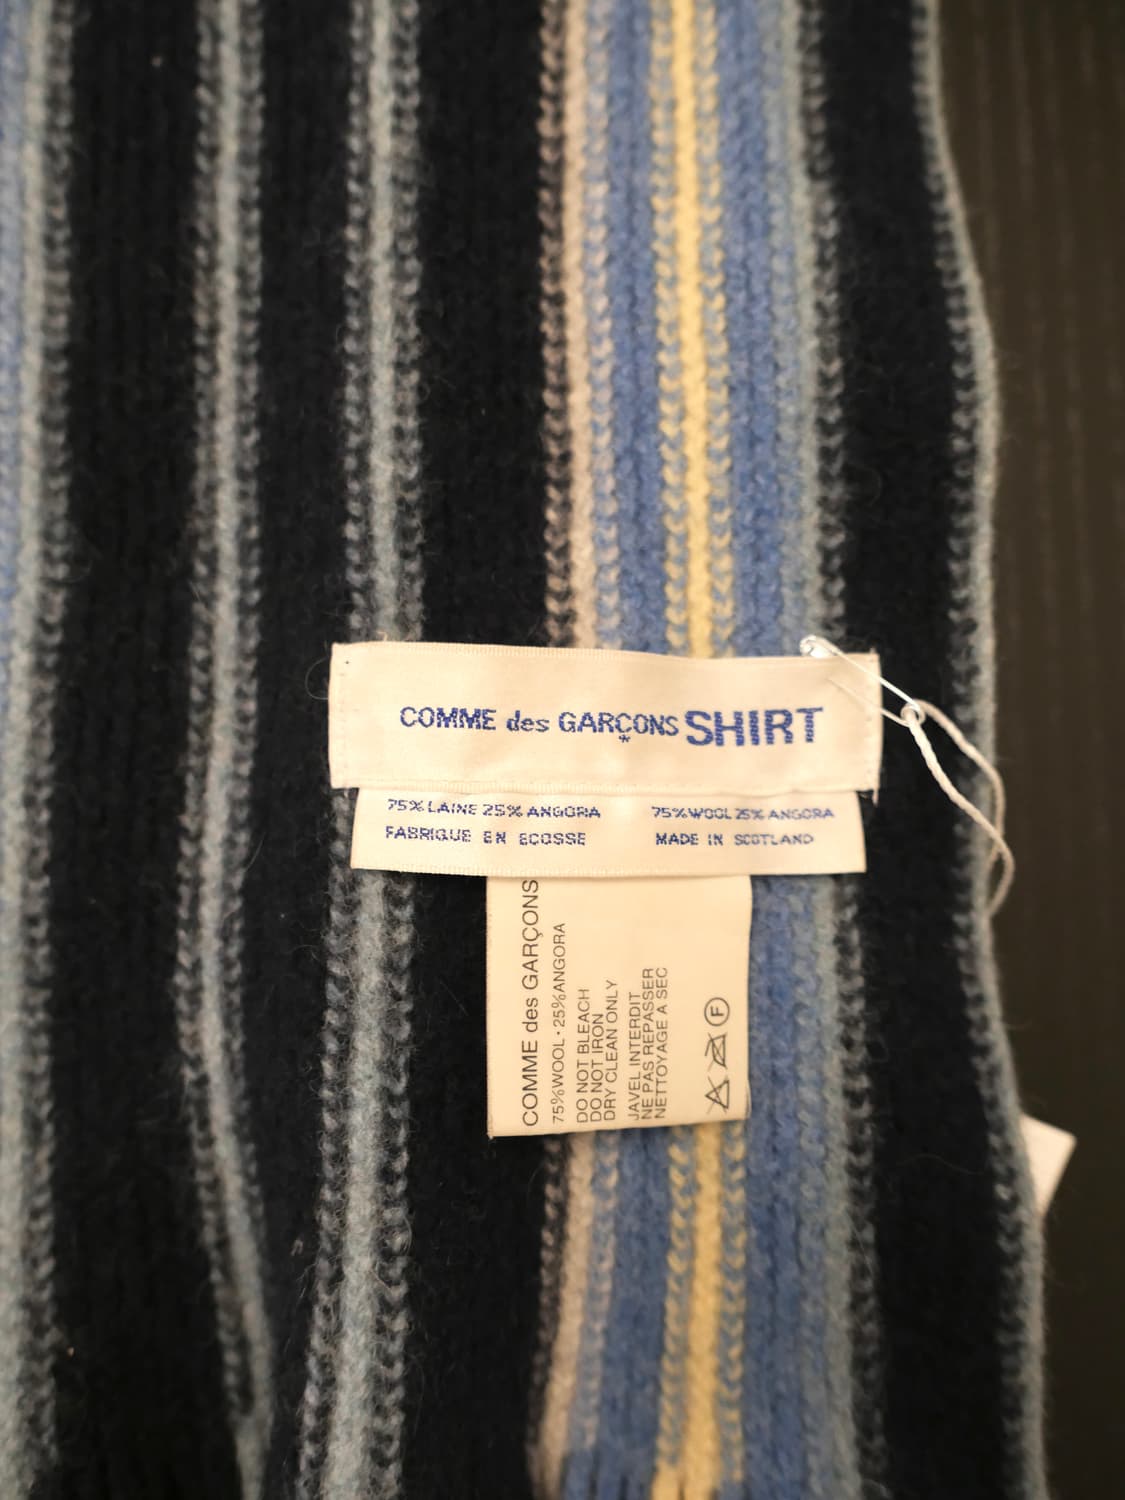 COMME des GARÇONS SHIRT
*
75% LAINE 25% ANGORA
FABRIQUE EN ECOSSE
75% WOOL 25% ANGORA
MADE IN SCOTLAND
COMME des GARÇONS
75%WOOL・25%ANGORA
DO NOT BLEACH
DO NOT IRON
DRY CLEAN ONLY
JAVEL INTERDIT
NE PAS REPASSER
NETTOYAGE A SEC
F